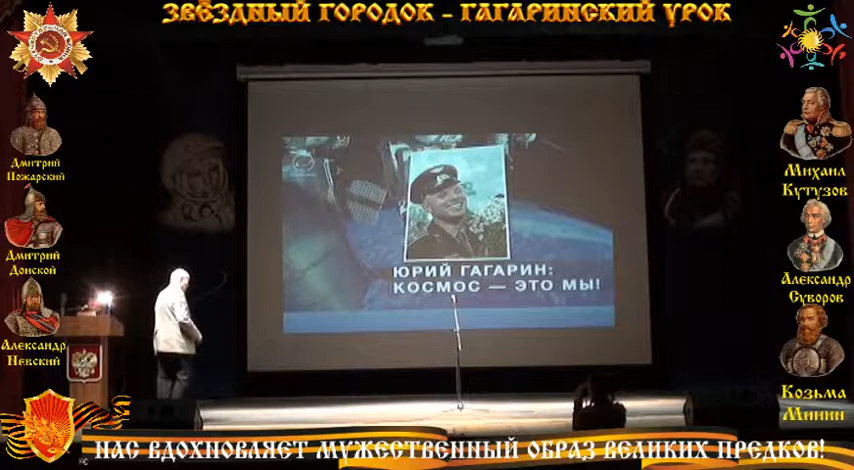 ЗВЁЗДНЫЙ ГОРОДОК - ГАГАРИНСКИЙ УРОК
Дмитрий
Пожарский
Дмитрий
Донской
Александр
Невский
ЮРИЙ ГАГАРИН:
КОСМОС — ЭТО МЫ!
Михаил
Кутузов
Александр
Суворов
Козьма
Минин
НАС ВДОХНОВЛЯЕТ МУЖЕСТВЕННЫЙ ОБРАЗ ВЕЛИКИХ ПРЕДКОВ!